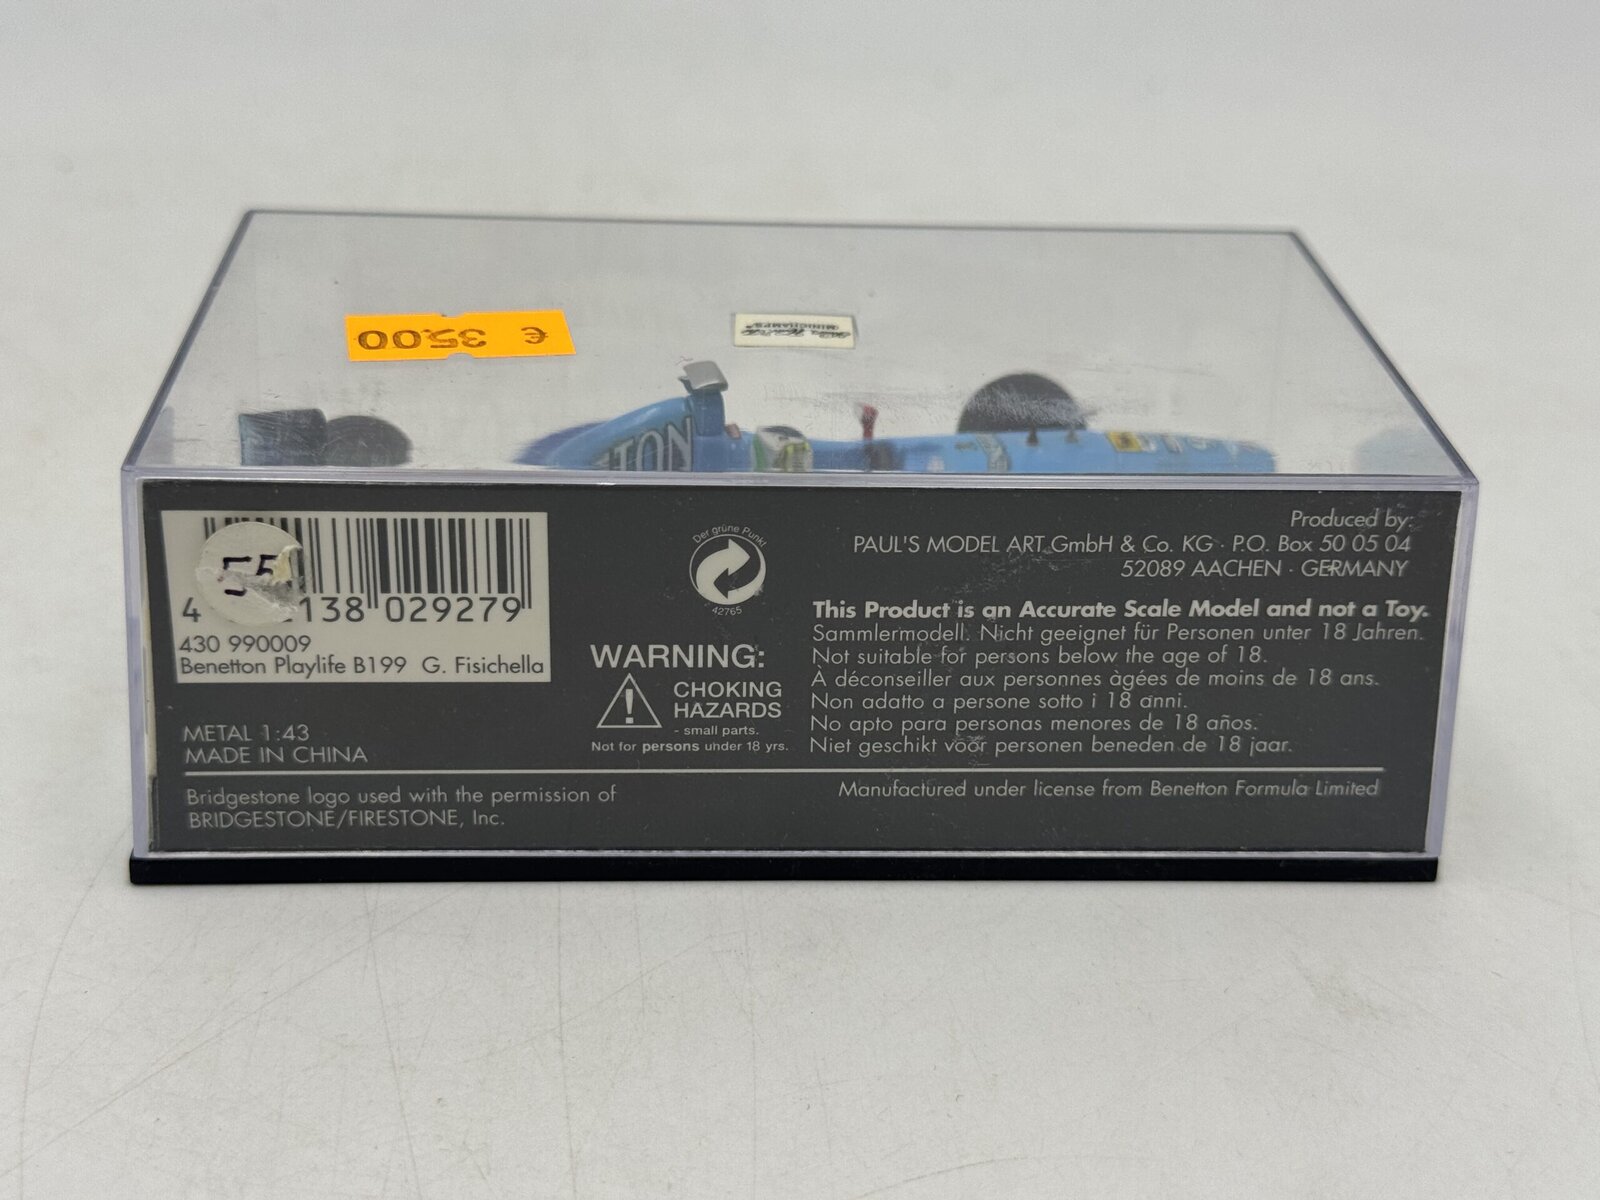 € 35.00
MINICHAMPS®
TON
55
4 138 029279
430 990009
Benetton Playlife B199 G. Fisichella
METAL 1:43
MADE IN CHINA
Der grüne Punkt
42765
WARNING:
CHOKING
HAZARDS
- small parts.
Not for persons under 18 yrs.
Produced by:
PAUL'S MODEL ART GmbH & Co. KG · P.O. Box 50 05 04
52089 AACHEN · GERMANY
This Product is an Accurate Scale Model and not a Toy.
Sammlermodell. Nicht geeignet für Personen unter 18 Jahren.
Not suitable for persons below the age of 18.
À déconseiller aux personnes àgées de moins de 18 ans.
Non adatto a persone sotto i 18 anni.
No apto para personas menores de 18 años.
Niet geschikt voor personen beneden de 18 jaar.
Bridgestone logo used with the permission of
BRIDGESTONE/FIRESTONE, Inc.
Manufactured under license from Benetton Formula Limited